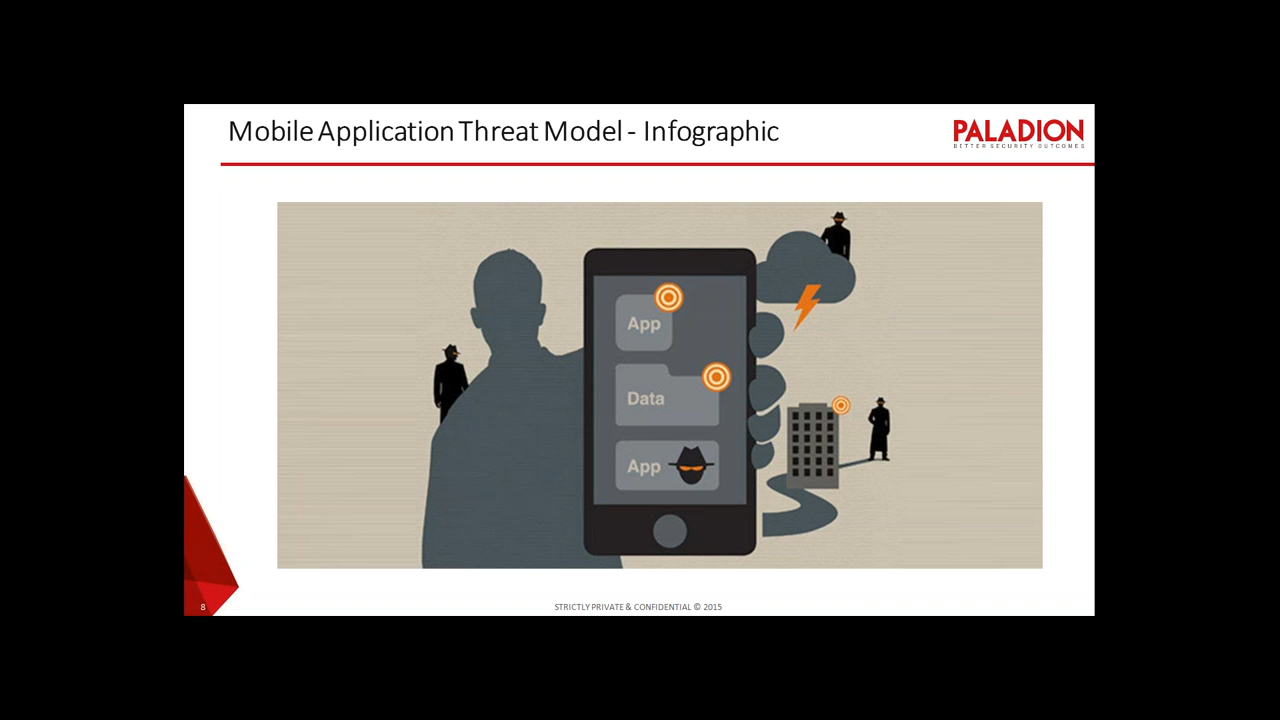 Mobile Application Threat Model - Infographic
PALADION
BETTER SECURITY OUTCOMES
App
Data
App
8
STRICTLY PRIVATE & CONFIDENTIAL © 2015